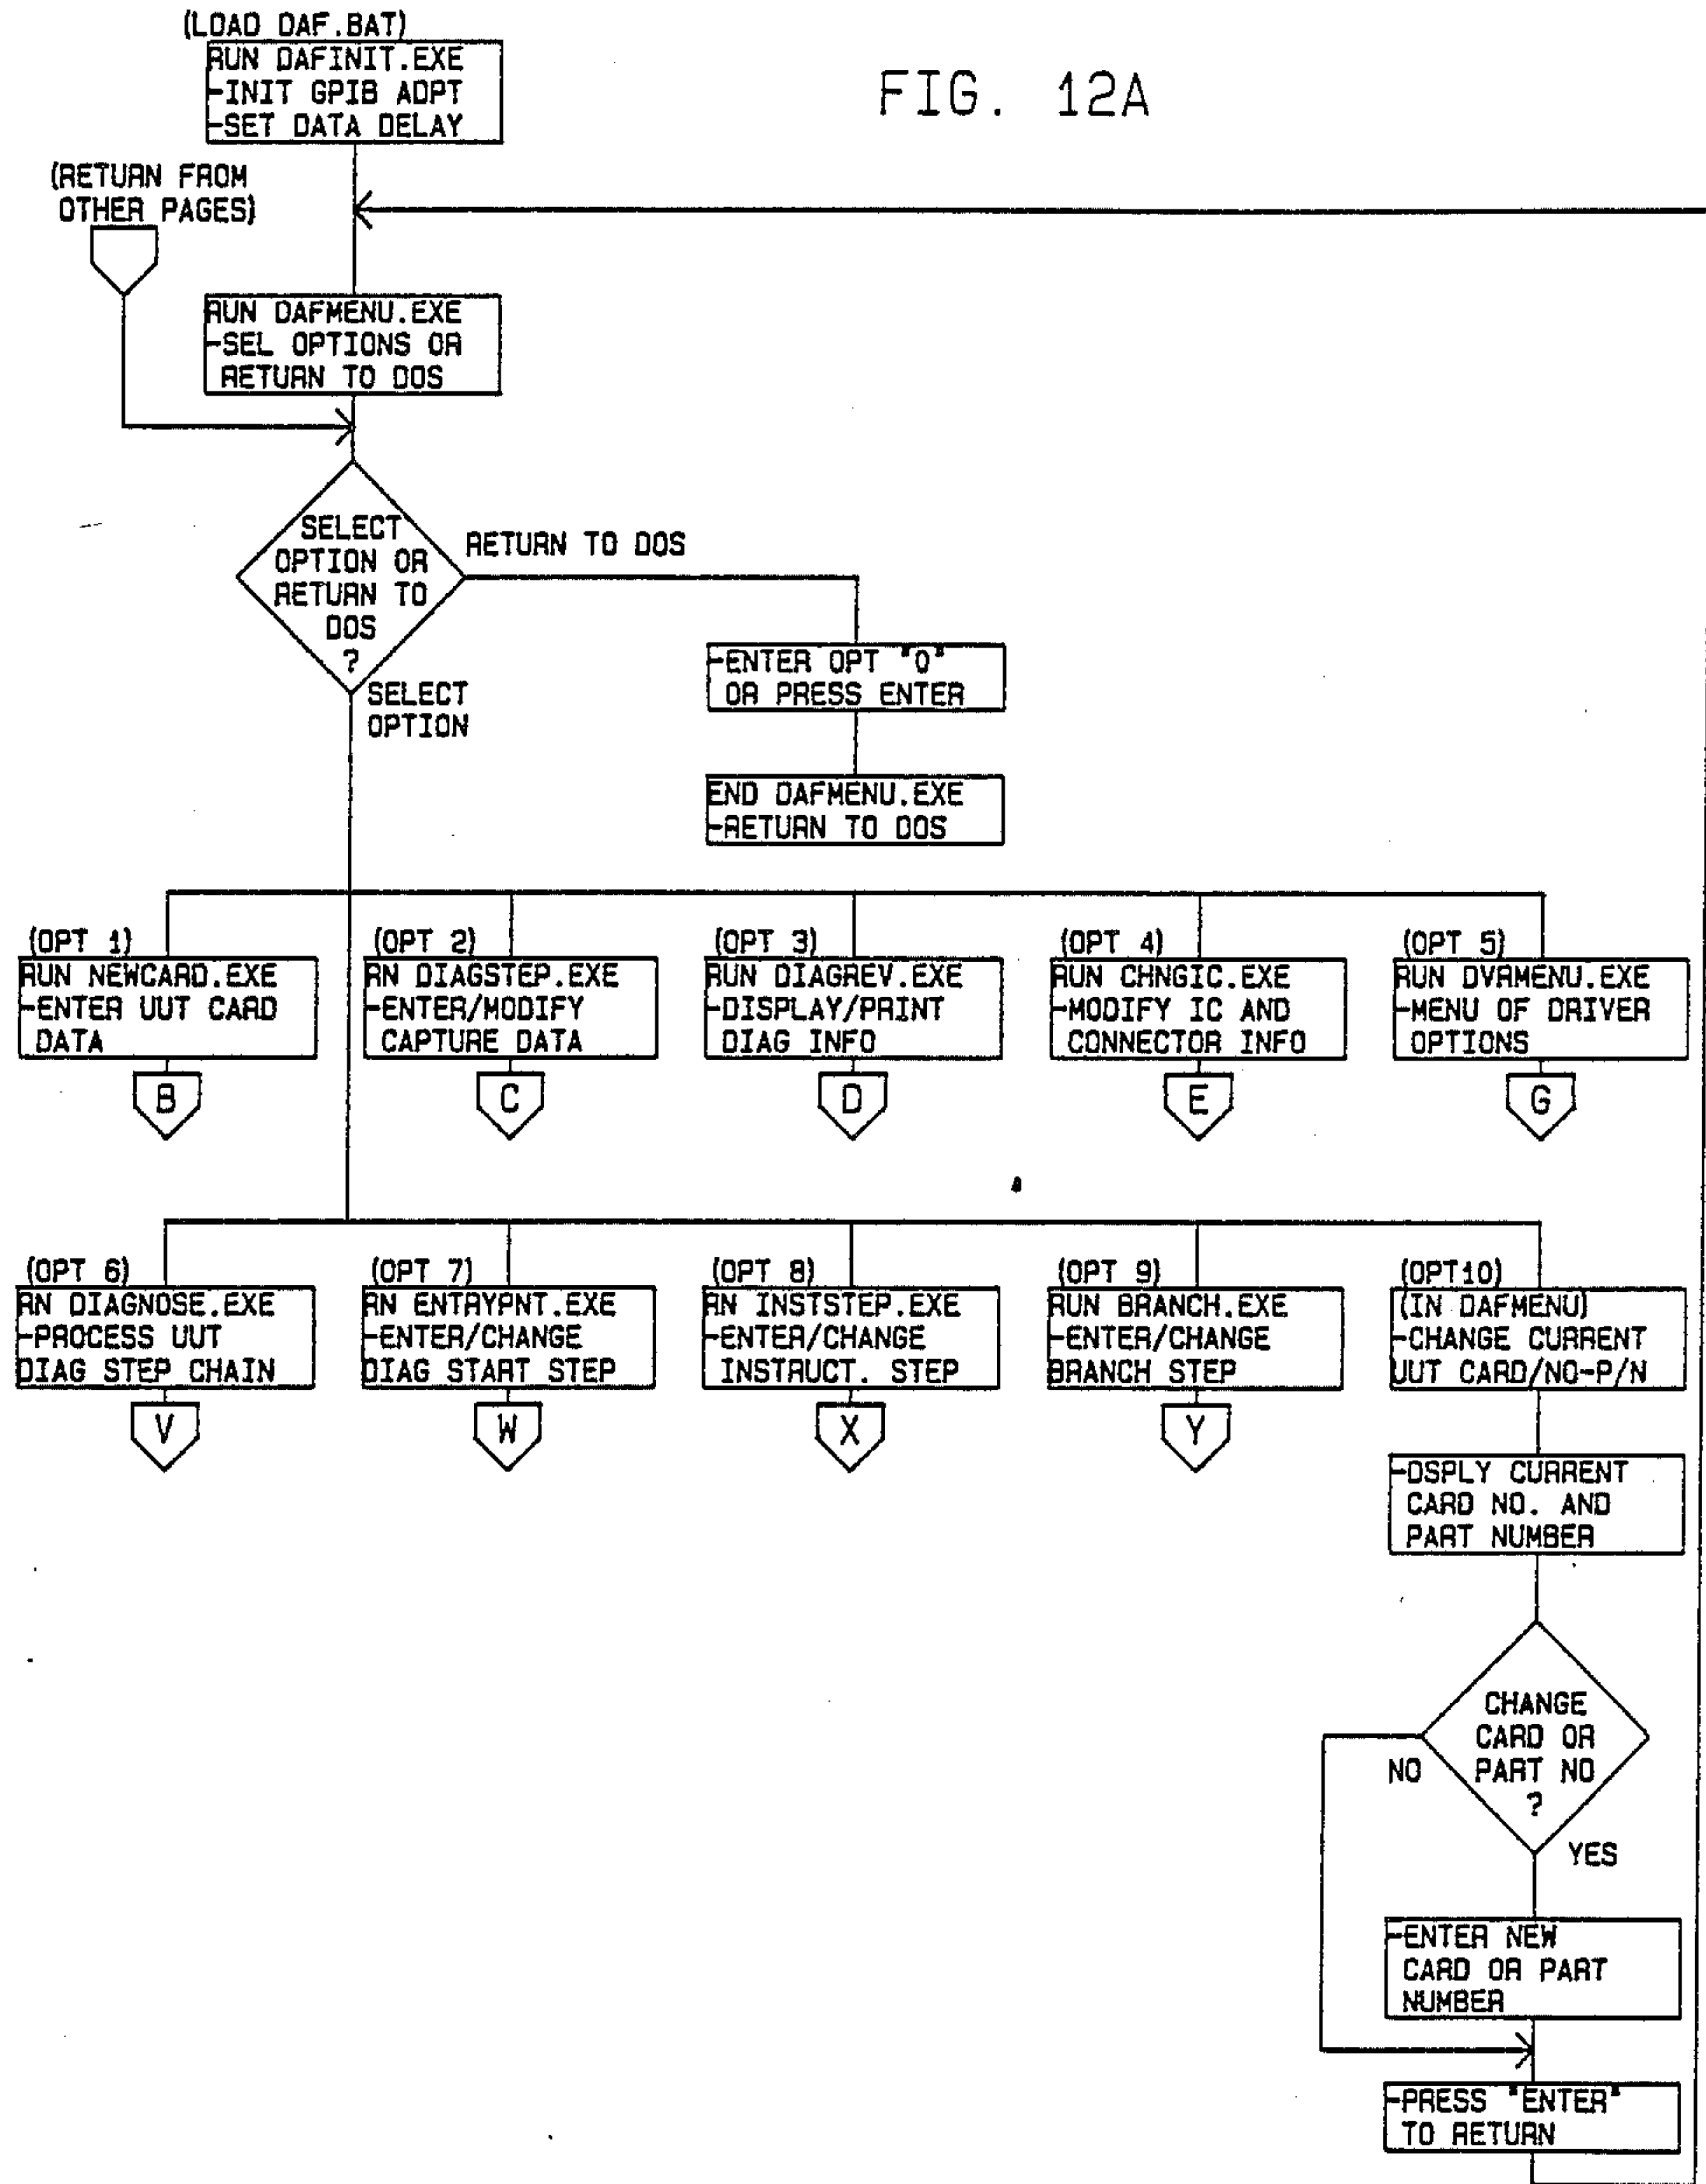 (LOAD DAF.BAT)
RUN DAFINIT.EXE
-INIT GPIB ADPT
-SET DATA DELAY
FIG. 12A
(RETURN FROM
OTHER PAGES)
RUN DAFMENU.EXE
-SEL OPTIONS OR
RETURN TO DOS
SELECT
OPTION OR
RETURN TO
DOS
?
RETURN TO DOS
SELECT
OPTION
-ENTER OPT "0"
OR PRESS ENTER
END DAFMENU.EXE
-RETURN TO DOS
(OPT 1)
RUN NEWCARD.EXE
-ENTER UUT CARD
DATA
B
(OPT 2)
RN DIAGSTEP.EXE
-ENTER/MODIFY
CAPTURE DATA
C
(OPT 3)
RUN DIAGREV.EXE
-DISPLAY/PRINT
DIAG INFO
D
(OPT 4)
RUN CHNGIC.EXE
-MODIFY IC AND
CONNECTOR INFO
E
(OPT 5)
RUN DVRMENU.EXE
-MENU OF DRIVER
OPTIONS
G
(OPT 6)
RN DIAGNOSE.EXE
-PROCESS UUT
DIAG STEP CHAIN
V
(OPT 7)
RN ENTRYPNT.EXE
-ENTER/CHANGE
DIAG START STEP
W
(OPT 8)
RN INSTSTEP.EXE
-ENTER/CHANGE
INSTRUCT. STEP
X
(OPT 9)
RUN BRANCH.EXE
-ENTER/CHANGE
BRANCH STEP
Y
(OPT10)
(IN DAFMENU)
-CHANGE CURRENT
UUT CARD/NO-P/N
-DSPLY CURRENT
CARD NO. AND
PART NUMBER
CHANGE
CARD OR
PART NO
?
NO
YES
-ENTER NEW
CARD OR PART
NUMBER
-PRESS "ENTER"
TO RETURN